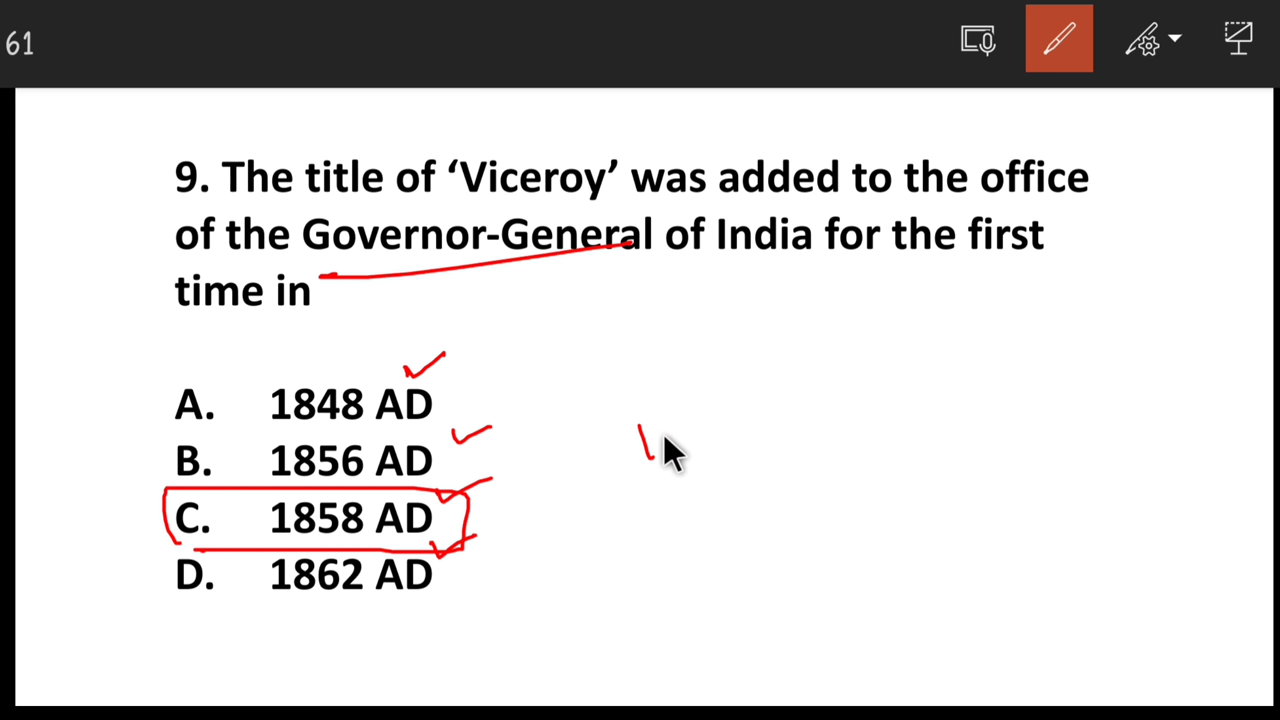 61
9. The title of ‘Viceroy’ was added to the office
of the Governor-General of India for the first
time in
A. 1848 AD
B. 1856 AD
C. 1858 AD
D. 1862 AD